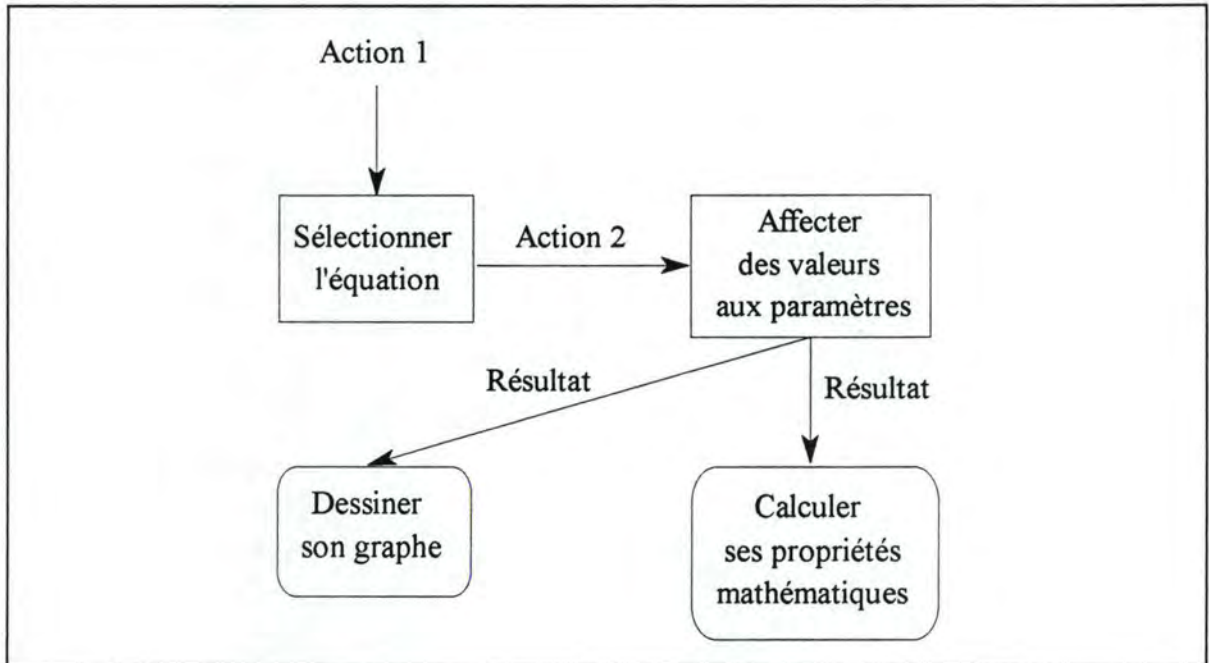 Action 1
Sélectionner
l'équation
Action 2
Affecter
des valeurs
aux paramètres
Résultat
Résultat
Dessiner
son graphe
Calculer
ses propriétés
mathématiques